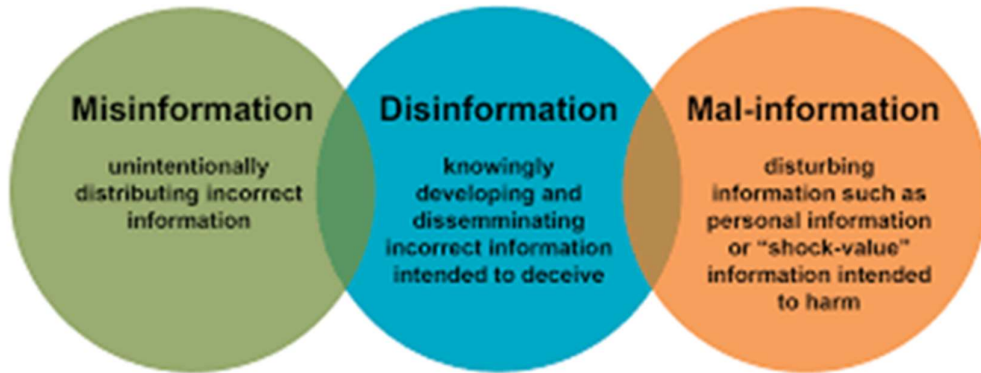 Misinformation
unintentionally
distributing incorrect
information
Disinformation
knowingly
developing and
dissemminating
incorrect information
intended to deceive
Mal-information
disturbing
information such as
personal information
or “shock-value”
information intended
to harm